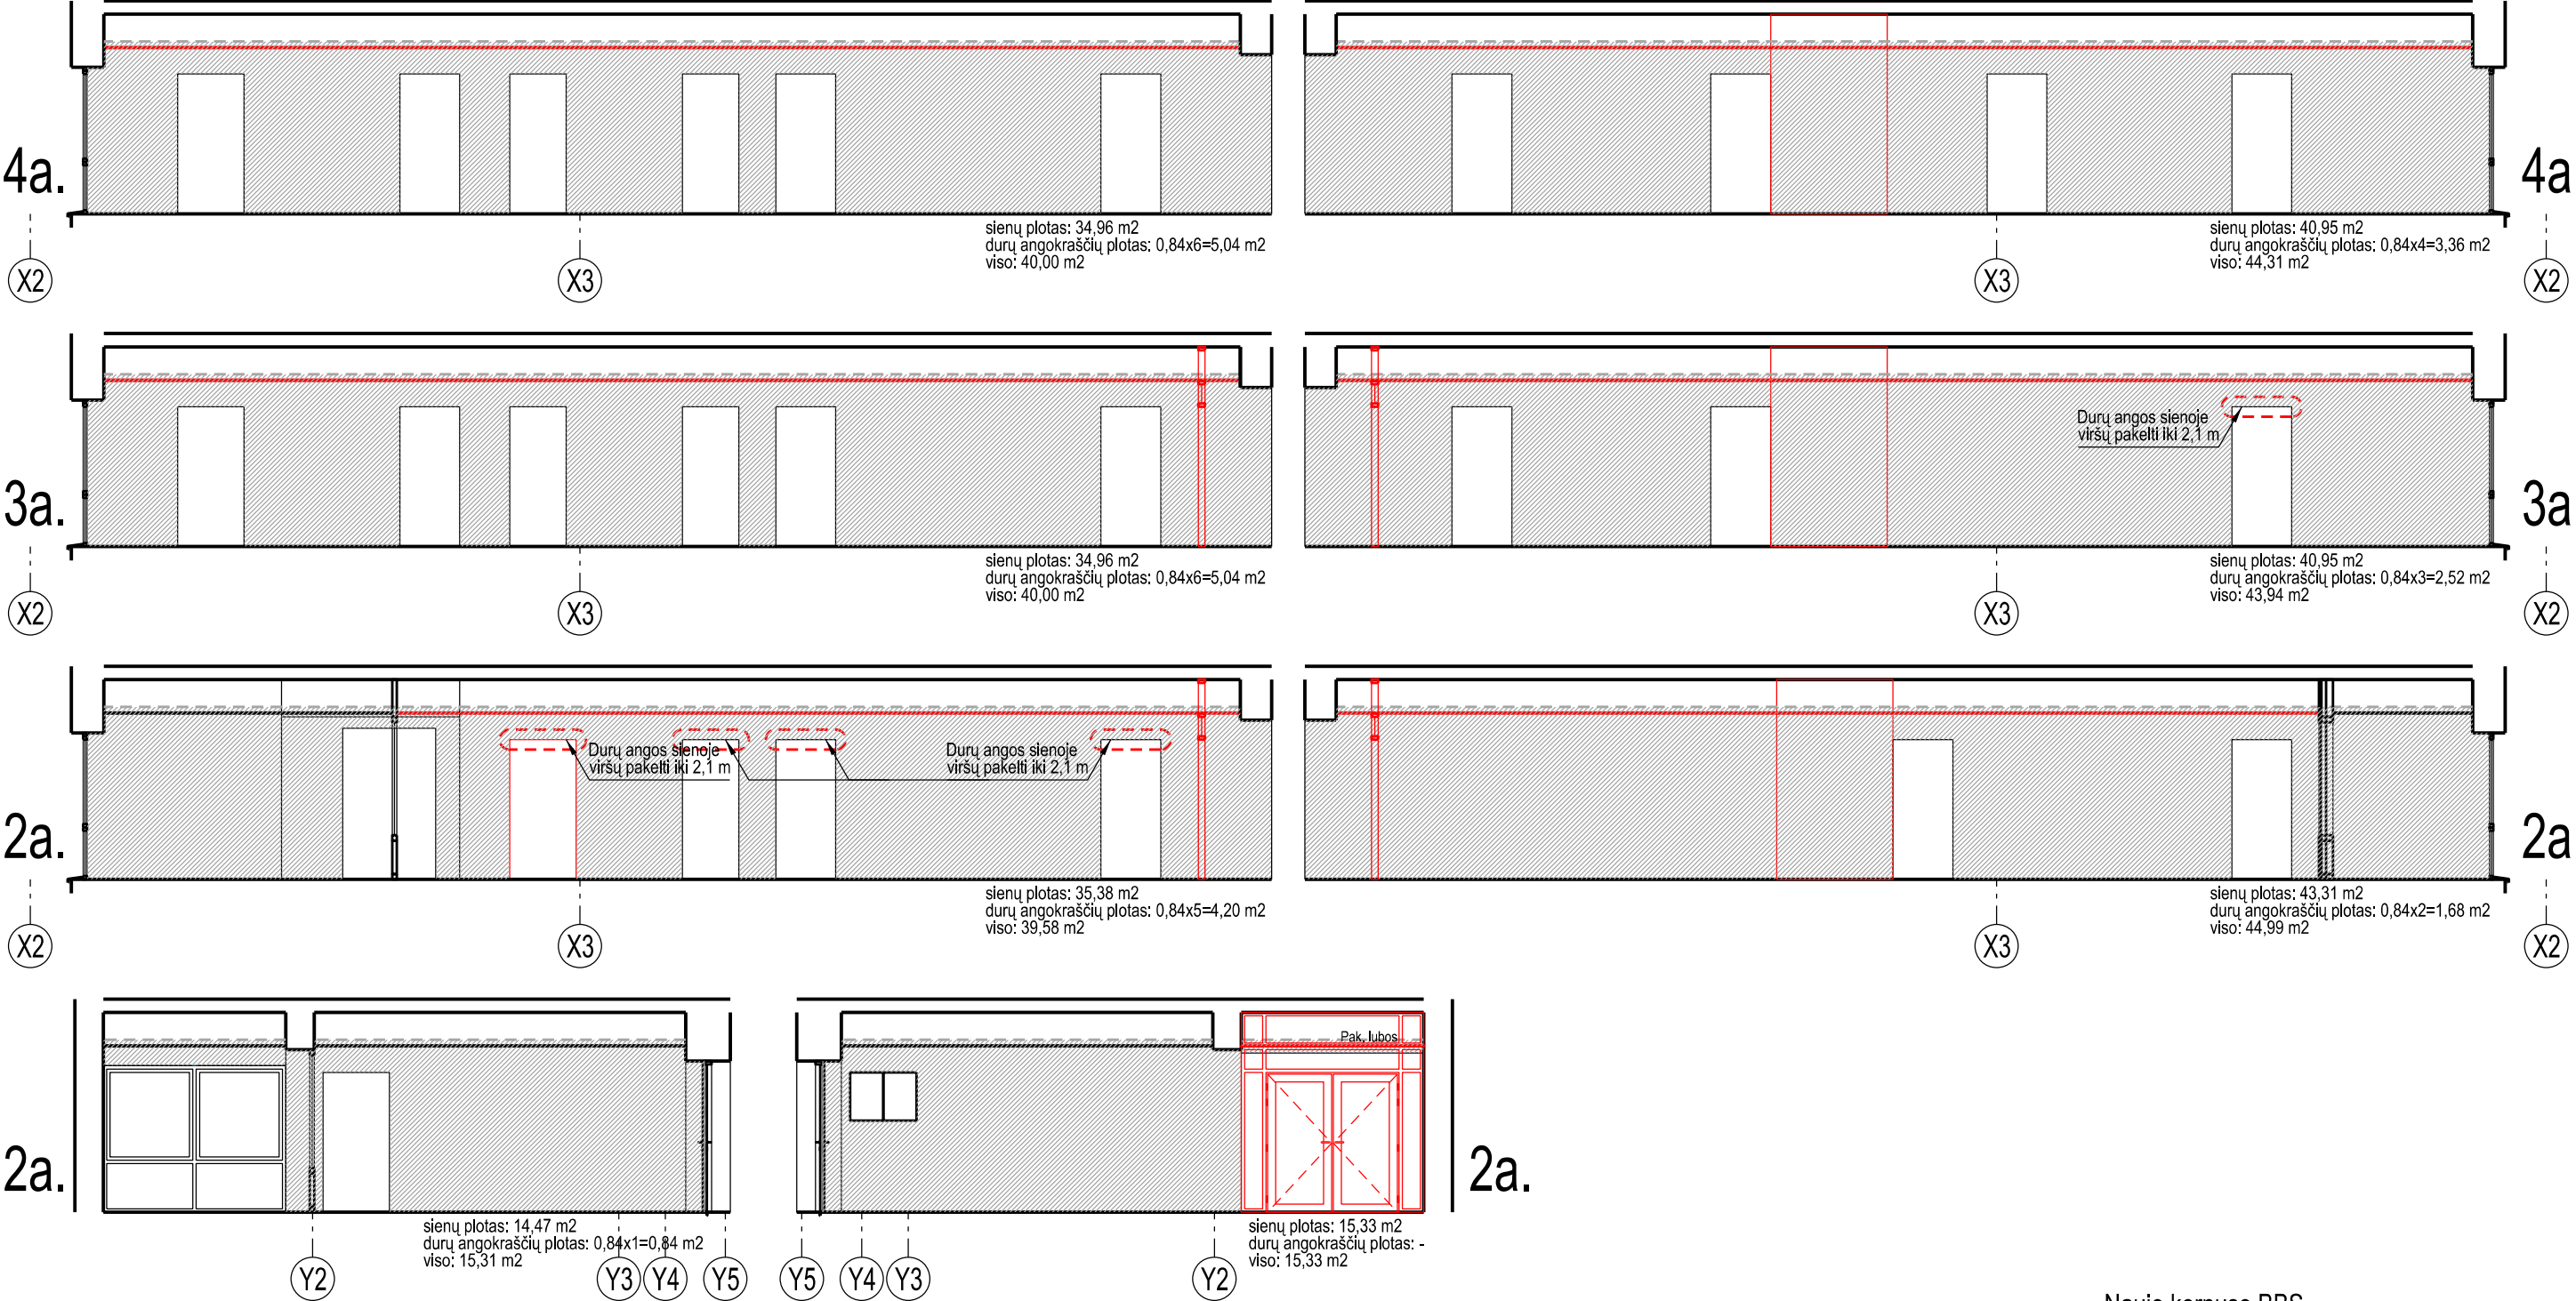 4a.
4a
sienų plotas: 34,96 m2
durų angokraščių plotas: 0,84x6=5,04 m2
viso: 40,00 m2
sienų plotas: 40,95 m2
durų angokraščių plotas: 0,84x4=3,36 m2
viso: 44,31 m2
X2
X3
X3
X2
Durų angos sienoje
viršų pakelti iki 2,1 m
3a.
3a
sienų plotas: 34,96 m2
durų angokraščių plotas: 0,84x6=5,04 m2
viso: 40,00 m2
sienų plotas: 40,95 m2
durų angokraščių plotas: 0,84x3=2,52 m2
viso: 43,94 m2
X2
X3
X3
X2
Durų angos sienoje
viršų pakelti iki 2,1 m
Durų angos sienoje
viršų pakelti iki 2,1 m
2a.
2a
sienų plotas: 35,38 m2
durų angokraščių plotas: 0,84x5=4,20 m2
viso: 39,58 m2
sienų plotas: 43,31 m2
durų angokraščių plotas: 0,84x2=1,68 m2
viso: 44,99 m2
X2
X3
X3
X2
Pak. lubos
2a.
2a.
sienų plotas: 14,47 m2
durų angokraščių plotas: 0,84x1=0,84 m2
viso: 15,31 m2
sienų plotas: 15,33 m2
durų angokraščių plotas: -
viso: 15,33 m2
Y2
Y3
Y4
Y5
Y5
Y4
Y3
Y2